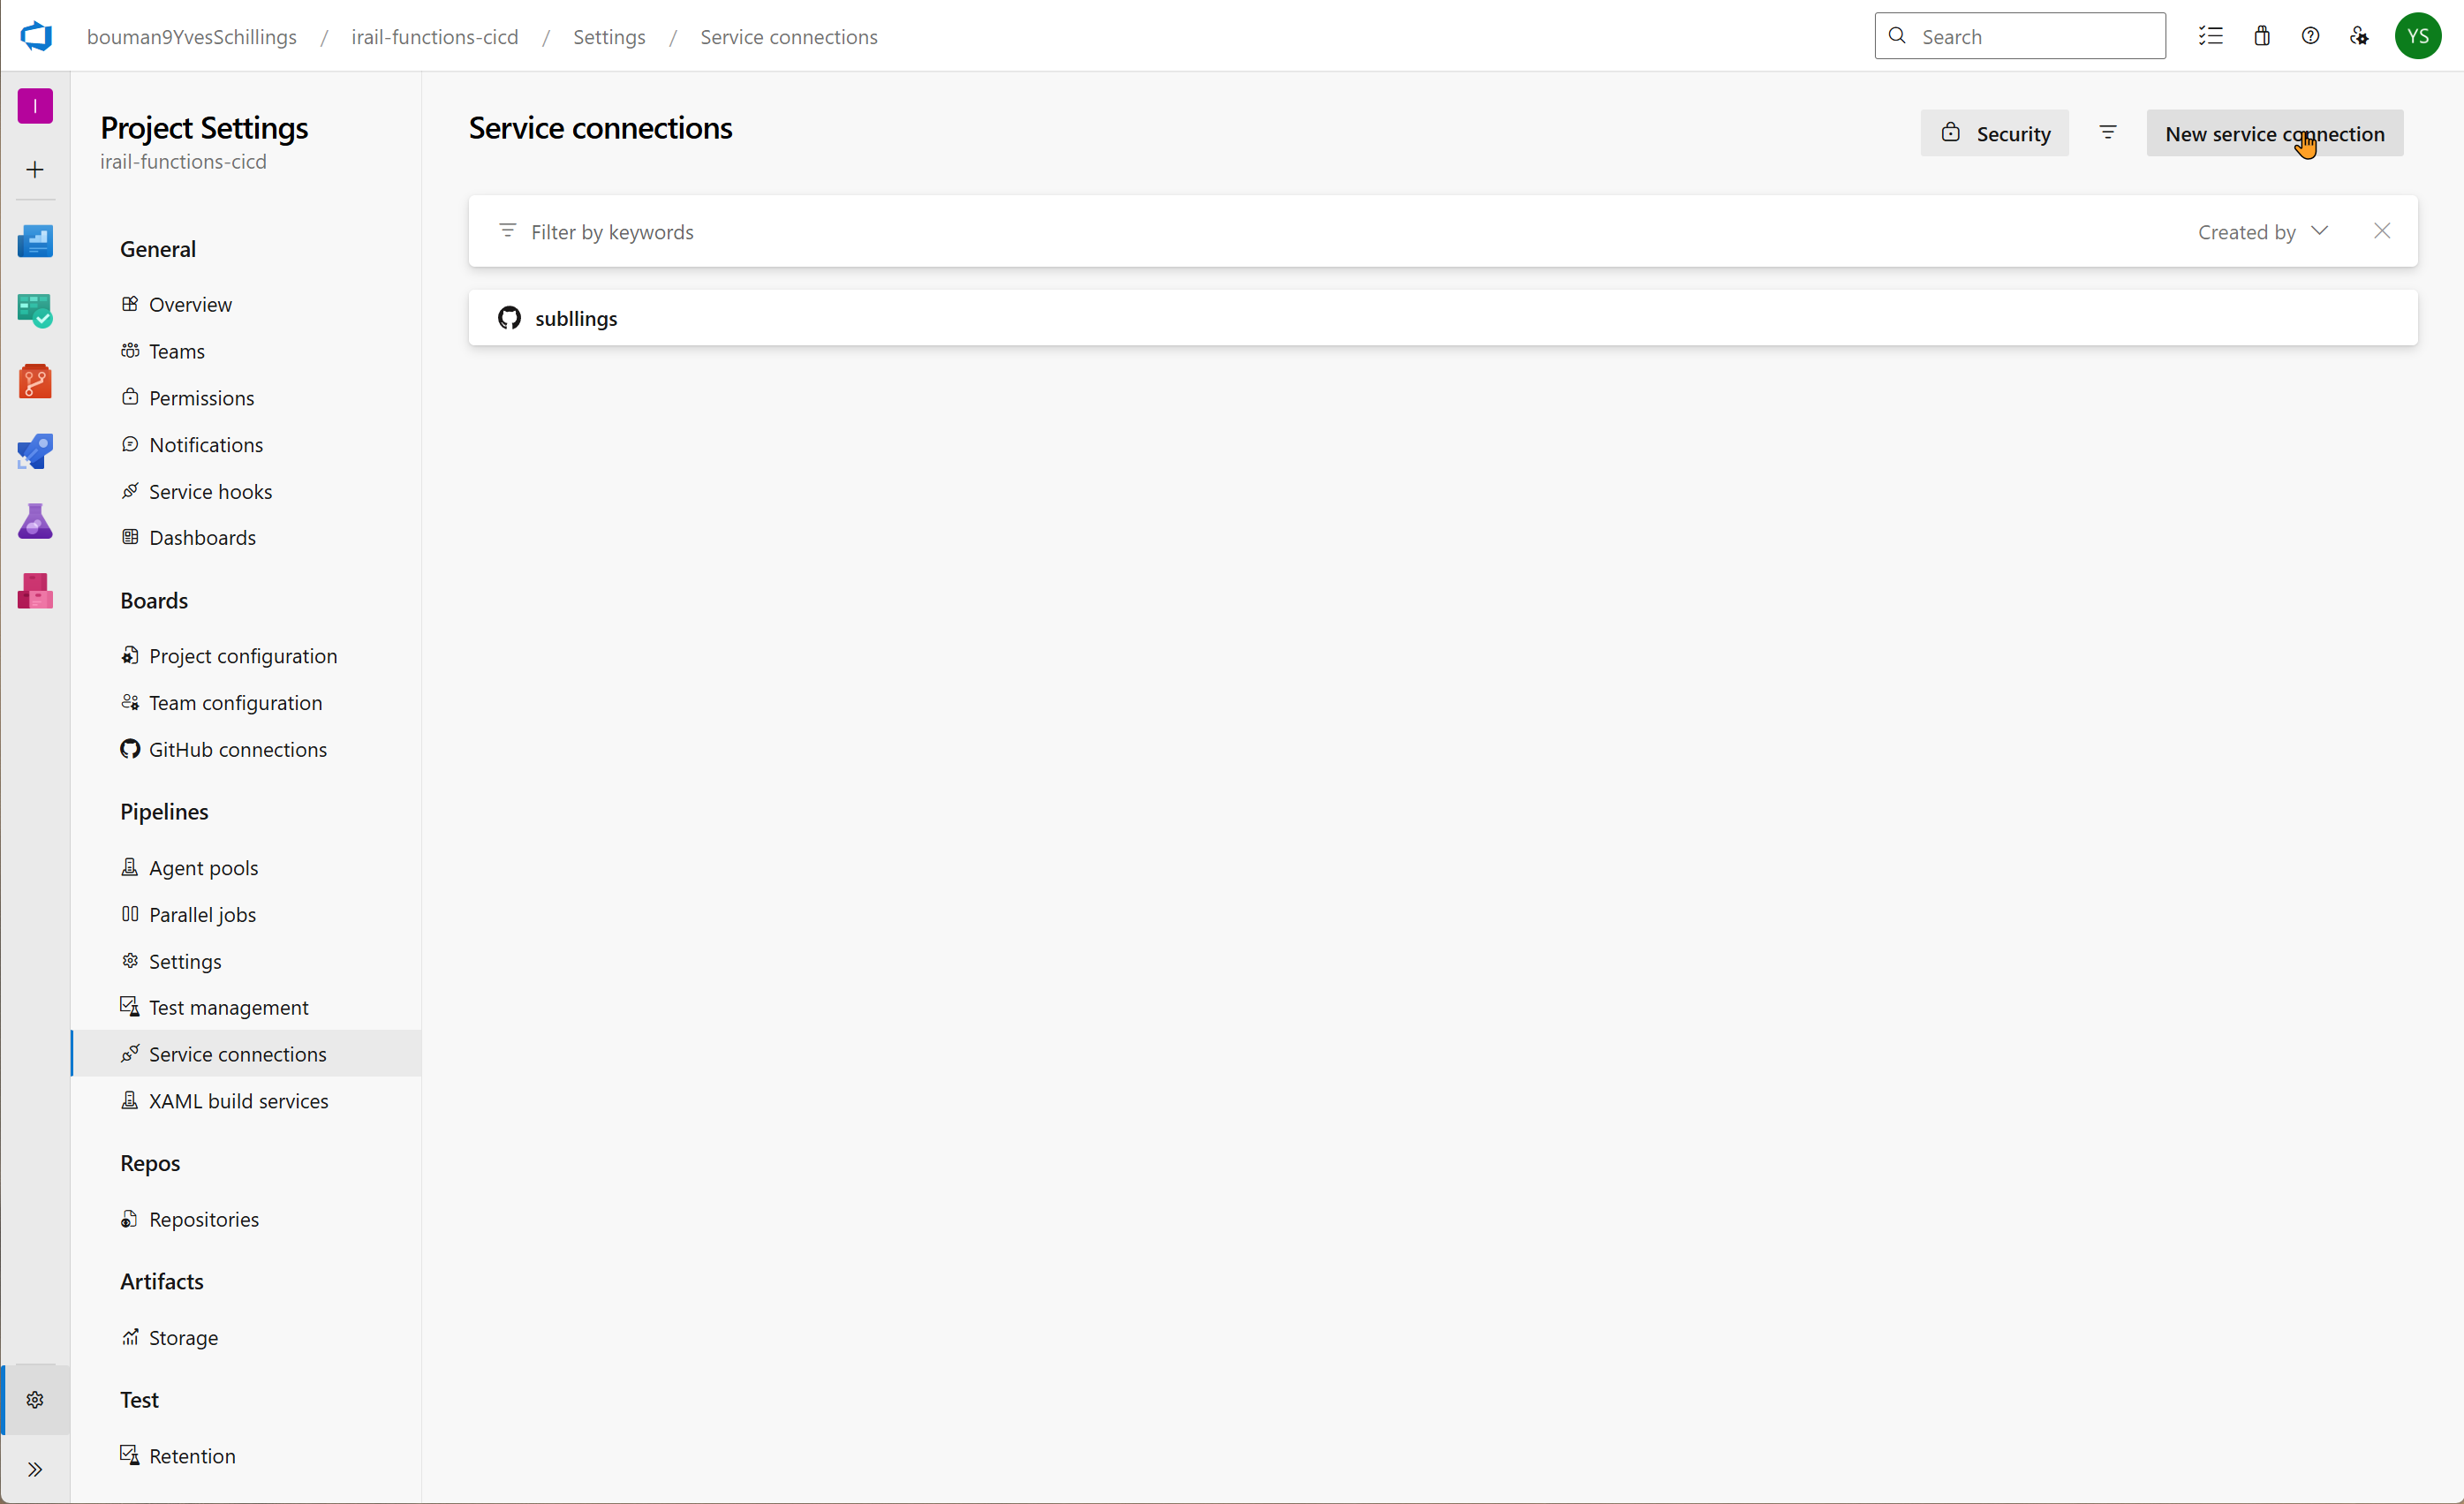 bouman9YvesSchillings / irail-functions-cicd / Settings / Service connections
Search
YS
I
Project Settings
irail-functions-cicd
General
Overview
Teams
Permissions
Notifications
Service hooks
Dashboards
Boards
Project configuration
Team configuration
GitHub connections
Pipelines
Agent pools
Parallel jobs
Settings
Test management
Service connections
XAML build services
Repos
Repositories
Artifacts
Storage
Test
Retention
Service connections
Security
New service connection
Filter by keywords
Created by
subllings